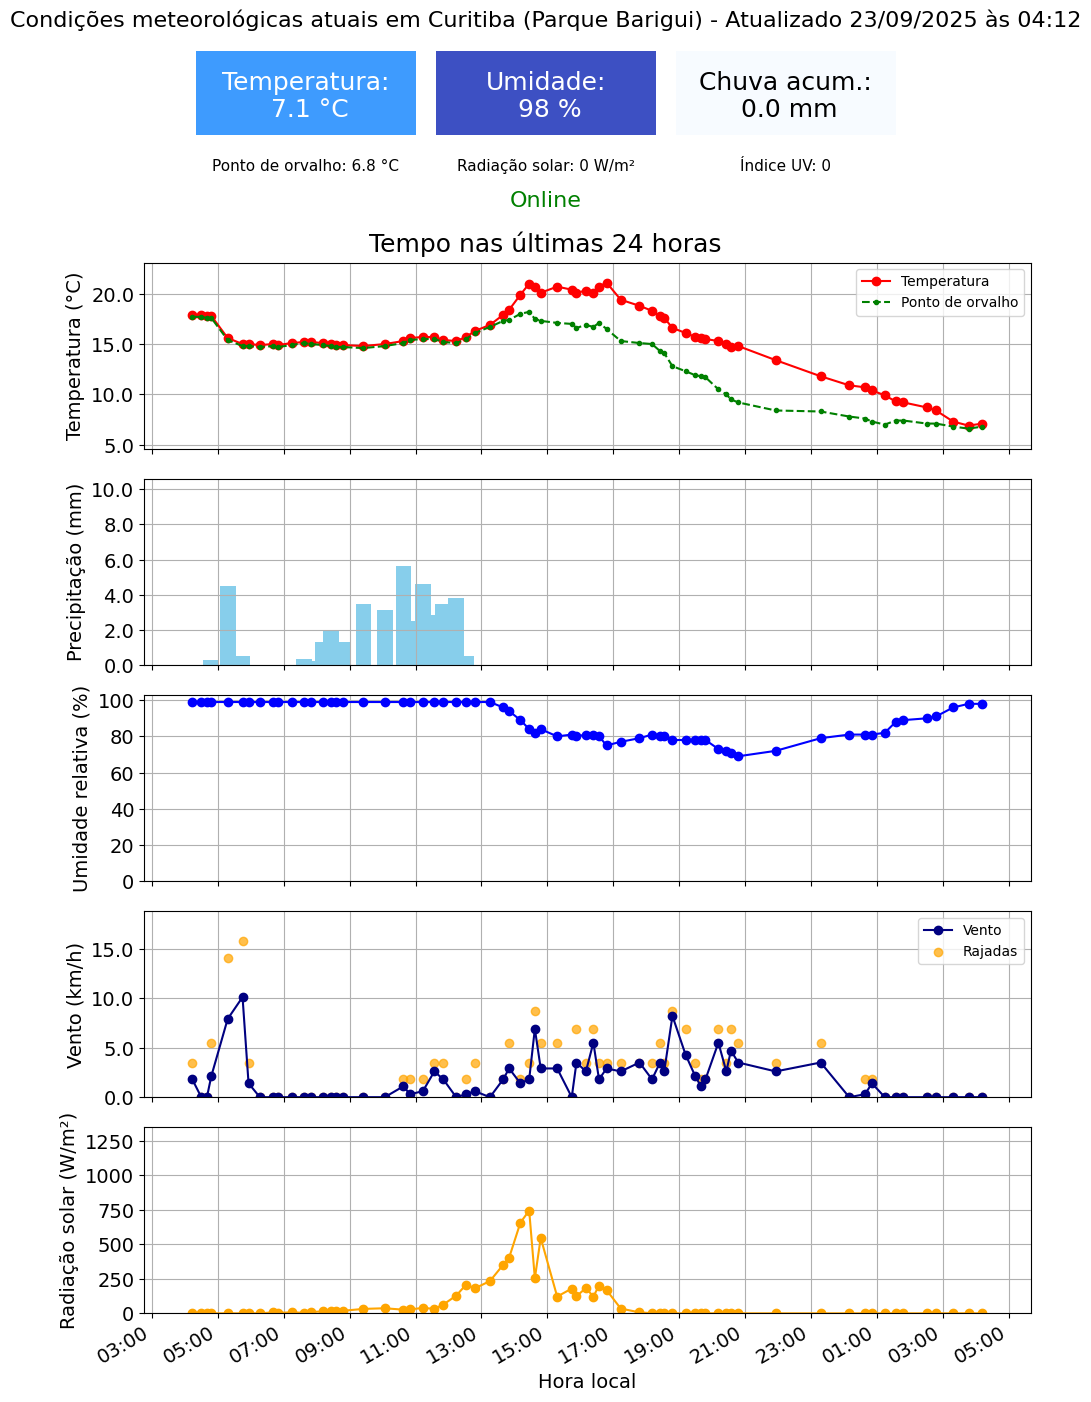 Condições meteorológicas atuais em Curitiba (Parque Barigui) - Atualizado 23/09/2025 às 04:12
Temperatura:
7.1 °C
Umidade:
98 %
Chuva acum.:
0.0 mm
Ponto de orvalho: 6.8 °C
Radiação solar: 0 W/m²
Índice UV: 0
Online
Tempo nas últimas 24 horas
Temperatura (°C)
20.0
15.0
10.0
5.0
Temperatura
Ponto de orvalho
Precipitação (mm)
10.0
8.0
6.0
4.0
2.0
0.0
Umidade relativa (%)
100
80
60
40
20
0
Vento (km/h)
15.0
10.0
5.0
0.0
Vento
Rajadas
Radiação solar (W/m²)
1250
1000
750
500
250
0
03:00
05:00
07:00
09:00
11:00
13:00
15:00
17:00
19:00
21:00
23:00
01:00
03:00
05:00
Hora local